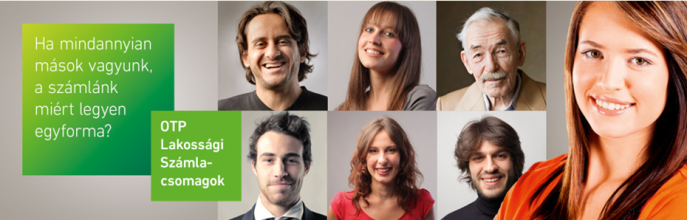 Ha mindannyian
mások vagyunk,
a számlánk
miért legyen
egyforma?
OTP
Lakossági
Számla-
csomagok